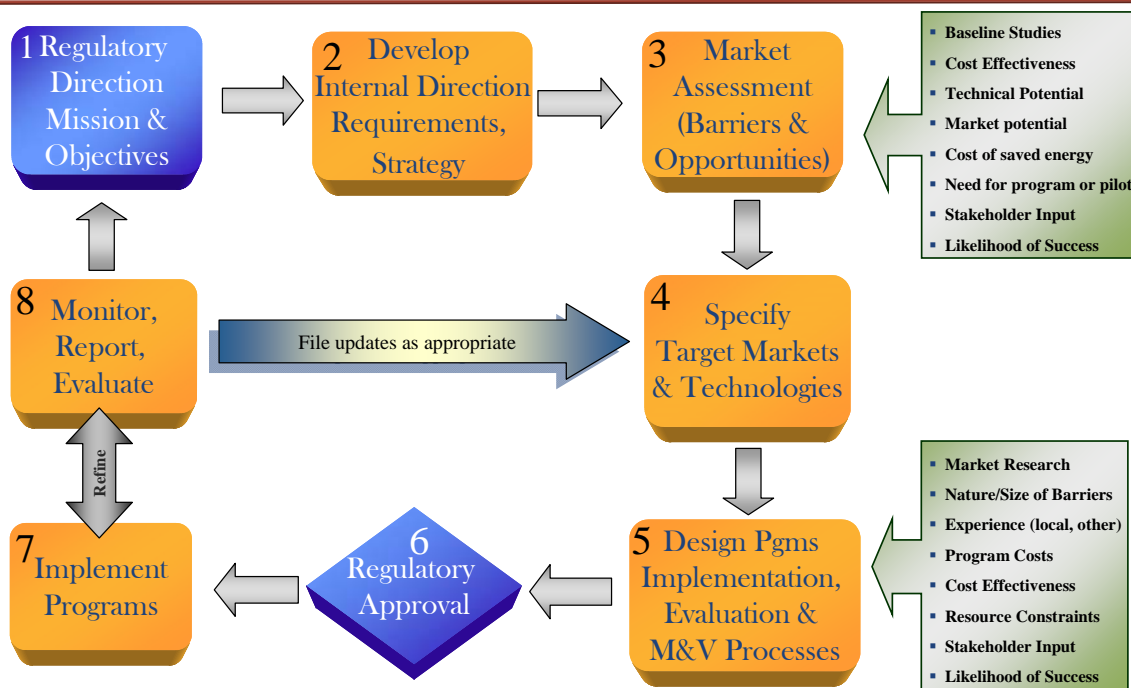 1 Regulatory
Direction
Mission &
Objectives
2 Develop
Internal Direction
Requirements,
Strategy
3 Market
Assessment
(Barriers &
Opportunities)
▪ Baseline Studies
▪ Cost Effectiveness
▪ Technical Potential
▪ Market potential
▪ Cost of saved energy
▪ Need for program or pilot
▪ Stakeholder Input
▪ Likelihood of Success
8 Monitor,
Report,
Evaluate
File updates as appropriate
4 Specify
Target Markets
& Technologies
Refine
7 Implement
Programs
6
Regulatory
Approval
5 Design Pgms
Implementation,
Evaluation &
M&V Processes
▪ Market Research
▪ Nature/Size of Barriers
▪ Experience (local, other)
▪ Program Costs
▪ Cost Effectiveness
▪ Resource Constraints
▪ Stakeholder Input
▪ Likelihood of Success